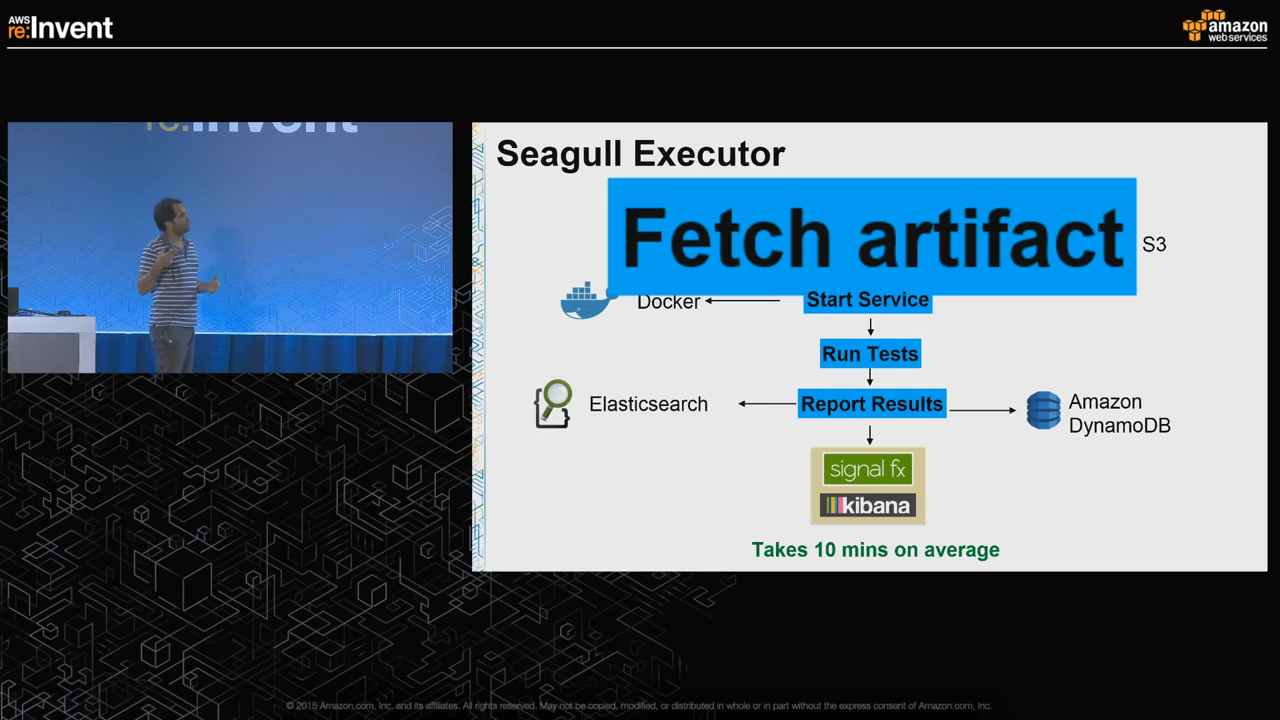 AWS
re:Invent
amazon
web services
re:Invent
Seagull Executor
Fetch artifact
S3
Docker
Start Service
Run Tests
Elasticsearch
Report Results
Amazon
DynamoDB
signal fx
kibana
Takes 10 mins on average
© 2015 Amazon.com, Inc. and its affiliates. All rights reserved. May not be copied, modified, or distributed in whole or in part without the express consent of Amazon.com, Inc.